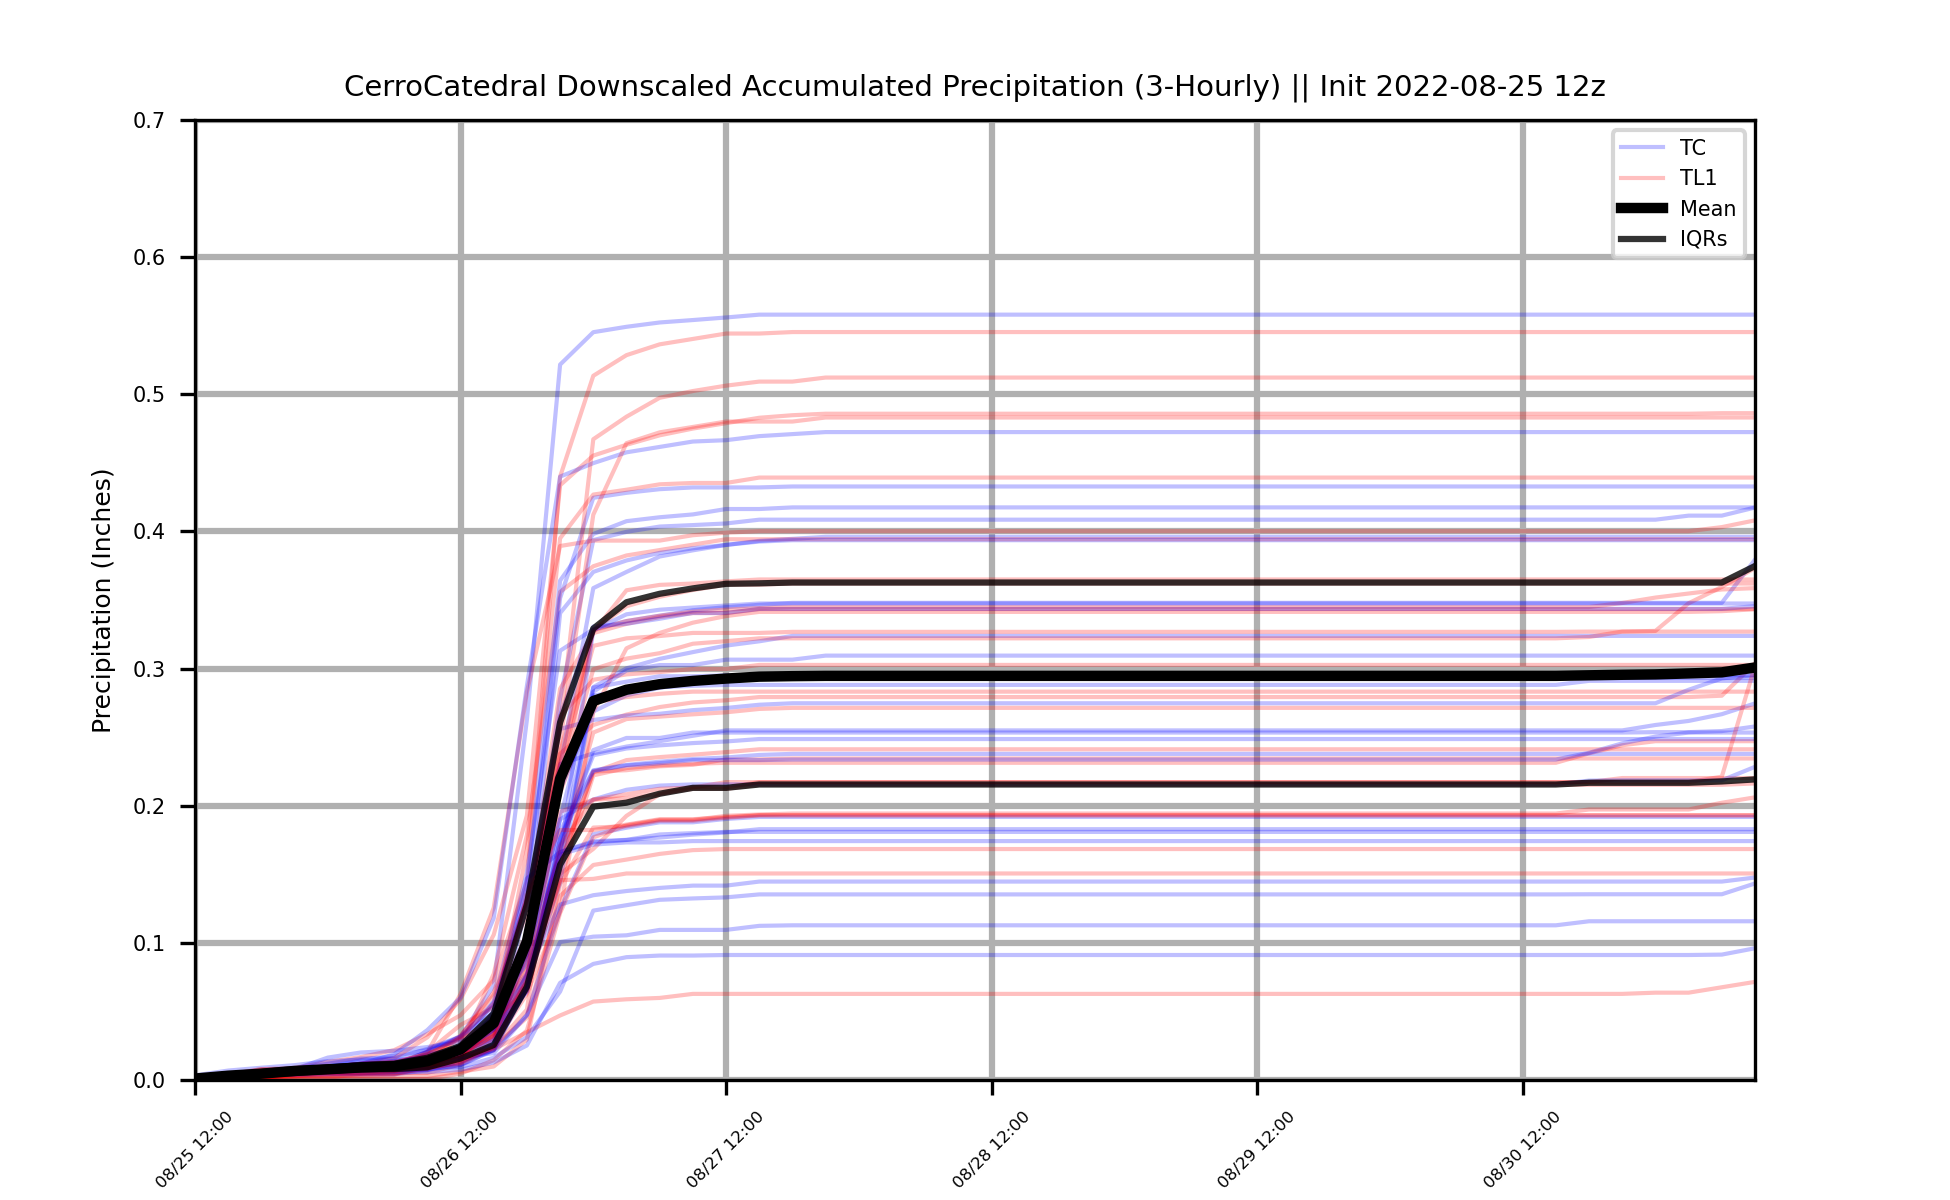 CerroCatedral Downscaled Accumulated Precipitation (3-Hourly) || Init 2022-08-25 12z
0.7
0.6
0.5
0.4
0.3
0.2
0.1
0.0
Precipitation (Inches)
TC
TL1
Mean
IQRs
08/25 12:00
08/26 12:00
08/27 12:00
08/28 12:00
08/29 12:00
08/30 12:00